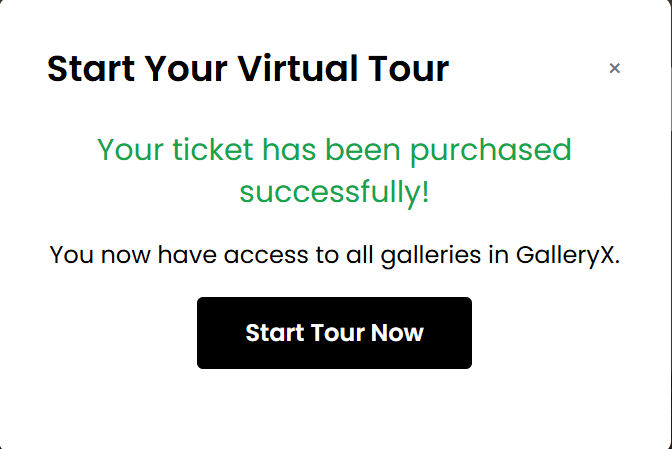 Start Your Virtual Tour
×
Your ticket has been purchased
successfully!
You now have access to all galleries in GalleryX.
Start Tour Now